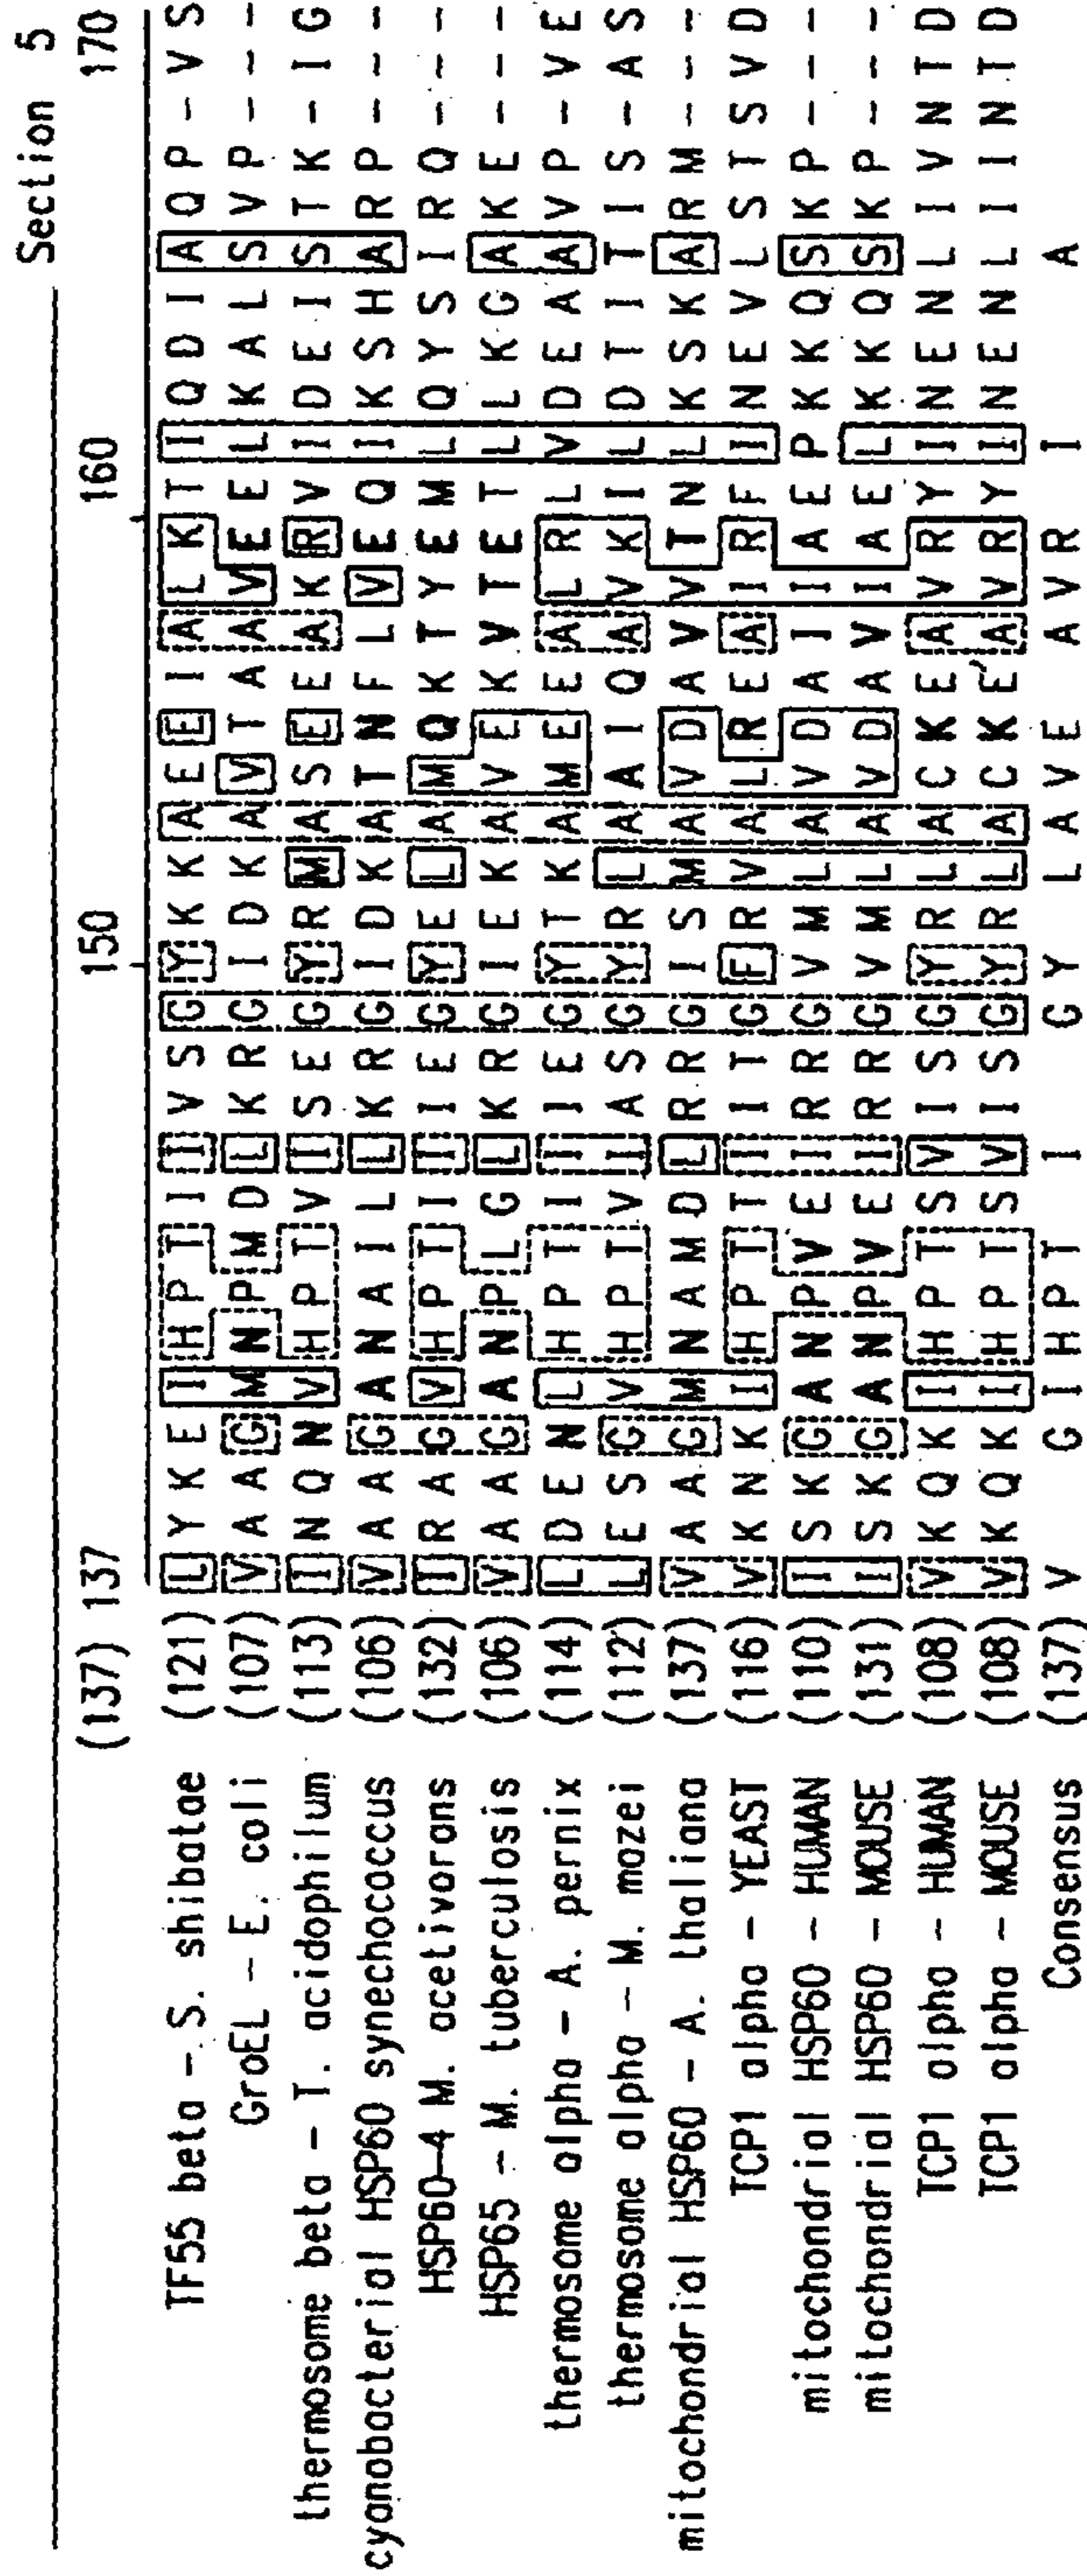 Section 5
(137) 137 150 160 170
TF55 beta - S. shibatae (121) L Y K E I H P T I I V S G Y K K A E E I A L K T I Q D I A Q P - V S
GroEL - E. coli (107) V A A G M N P M D L K R G I D K A V T A A V E E L K A L S V P - - -
thermosome beta - T. acidophilum (113) I N Q N V H P T V I S E G Y R M A S E E A K R V I D E I S T K - I G
cyanobacterial HSP60 synechococcus (106) V A A G A N A I L L K R G I D K A T N F L V E Q I K S H A R P - - -
HSP60-4 M. acetivorans (132) I R A G V H P T I I I E G Y E L A M Q K T Y E M L Q Y S I R Q - - -
HSP65 - M. tuberculosis (106) V A A G A N P L G L K R G I E K A V E K V T E T L L K G A K E - - -
thermosome alpha - A. pernix (114) L D E N L H P T I I I E G Y T K A M E E A L R L V D E A A V P - V E
thermosome alpha - M. mazei (112) L E S G V H P T V I A S G Y R L A A I Q A V K I L D T I T I S - A S
mitochondrial HSP60 - A. thaliana (137) V A A G M N A M D L R R G I S M A V D A V V T N L K S K A R M - - -
TCP1 alpha - YEAST (116) V K N K I H P T T I I T G F R V A L R E A I R F I N E V L S T S V D
mitochondrial HSP60 - HUMAN (110) I S K G A N P V E I R R G V M L A V D A I I A E P K K Q S K P - - -
mitochondrial HSP60 - MOUSE (131) I S K G A N P V E I R R G V M L A V D A V I A E L K K Q S K P - - -
TCP1 alpha - HUMAN (108) V K Q K I H P T S V I S G Y R L A C K E A V R Y I N E N L I V N T D
TCP1 alpha - MOUSE (108) V K Q K I H P T S V I S G Y R L A C K E A V R Y I N E N L I I N T D
Consensus (137) V G I H P T I G Y L A V E A V R I A